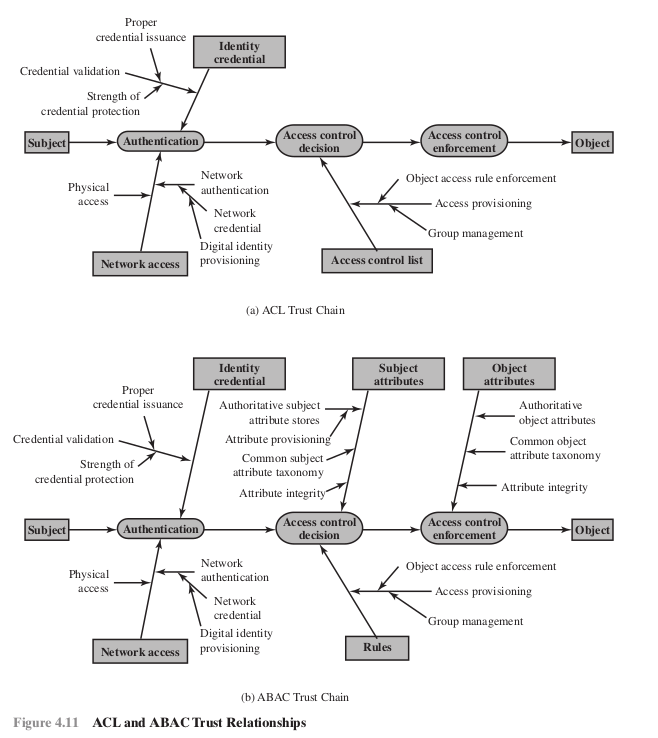 Proper
credential issuance
Identity
credential
Credential validation
Strength of
credential protection
Subject
Authentication
Access control
decision
Access control
enforcement
Object
Physical
access
Network
authentication
Network
credential
Digital identity
provisioning
Object access rule enforcement
Access provisioning
Group management
Network access
Access control list
(a) ACL Trust Chain
Identity
credential
Subject
attributes
Object
attributes
Proper
credential issuance
Credential validation
Strength of
credential protection
Authoritative subject
attribute stores
Attribute provisioning
Common subject
attribute taxonomy
Attribute integrity
Authoritative
object attributes
Common object
attribute taxonomy
Attribute integrity
Subject
Authentication
Access control
decision
Access control
enforcement
Object
Physical
access
Network
authentication
Network
credential
Digital identity
provisioning
Object access rule enforcement
Access provisioning
Group management
Network access
Rules
(b) ABAC Trust Chain
Figure 4.11 ACL and ABAC Trust Relationships